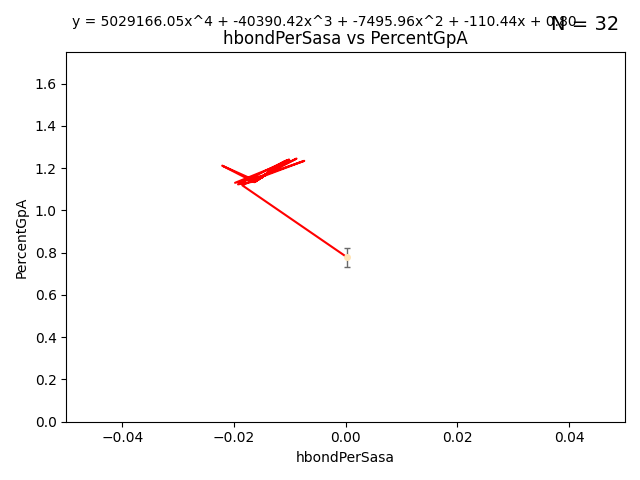 y = 5029166.05x^4 + -40390.42x^3 + -7495.96x^2 + -110.44x + 0.80
N = 32
hbondPerSasa vs PercentGpA
1.6
1.4
1.2
1.0
0.8
0.6
0.4
0.2
0.0
PercentGpA
−0.04 −0.02 0.00 0.02 0.04
hbondPerSasa